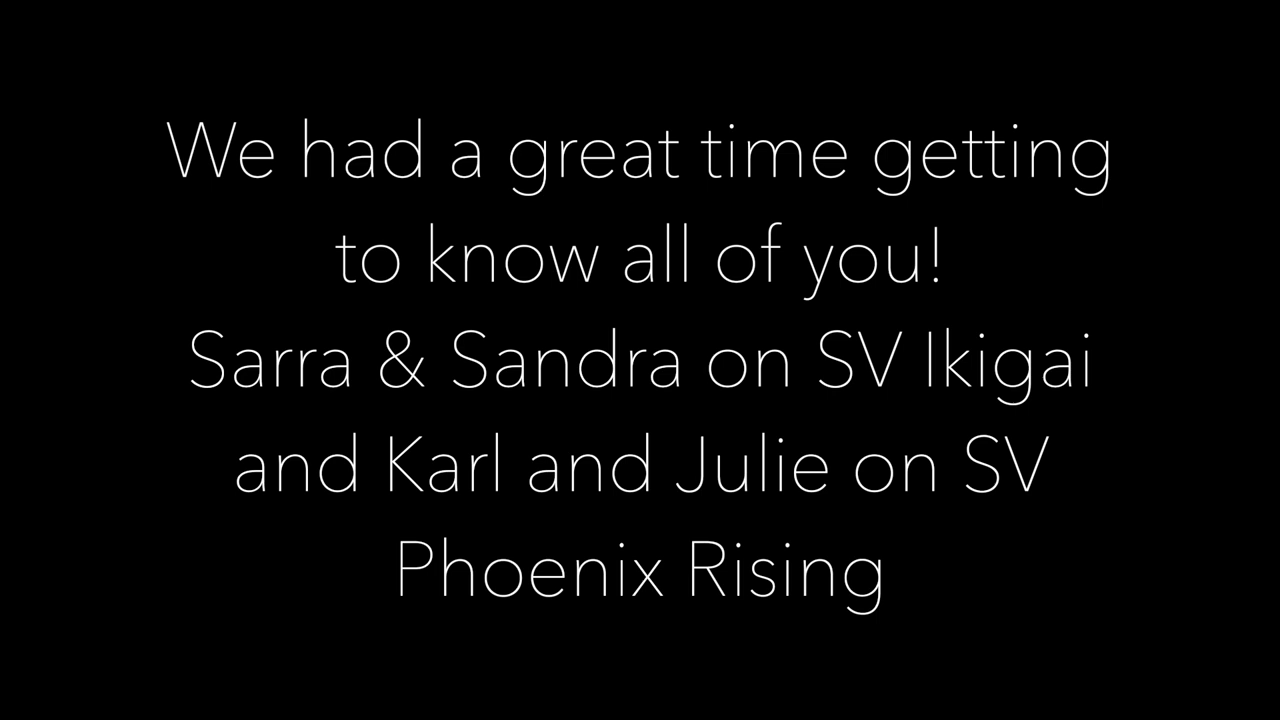 We had a great time getting
to know all of you!
Sarra & Sandra on SV Ikigai
and Karl and Julie on SV
Phoenix Rising